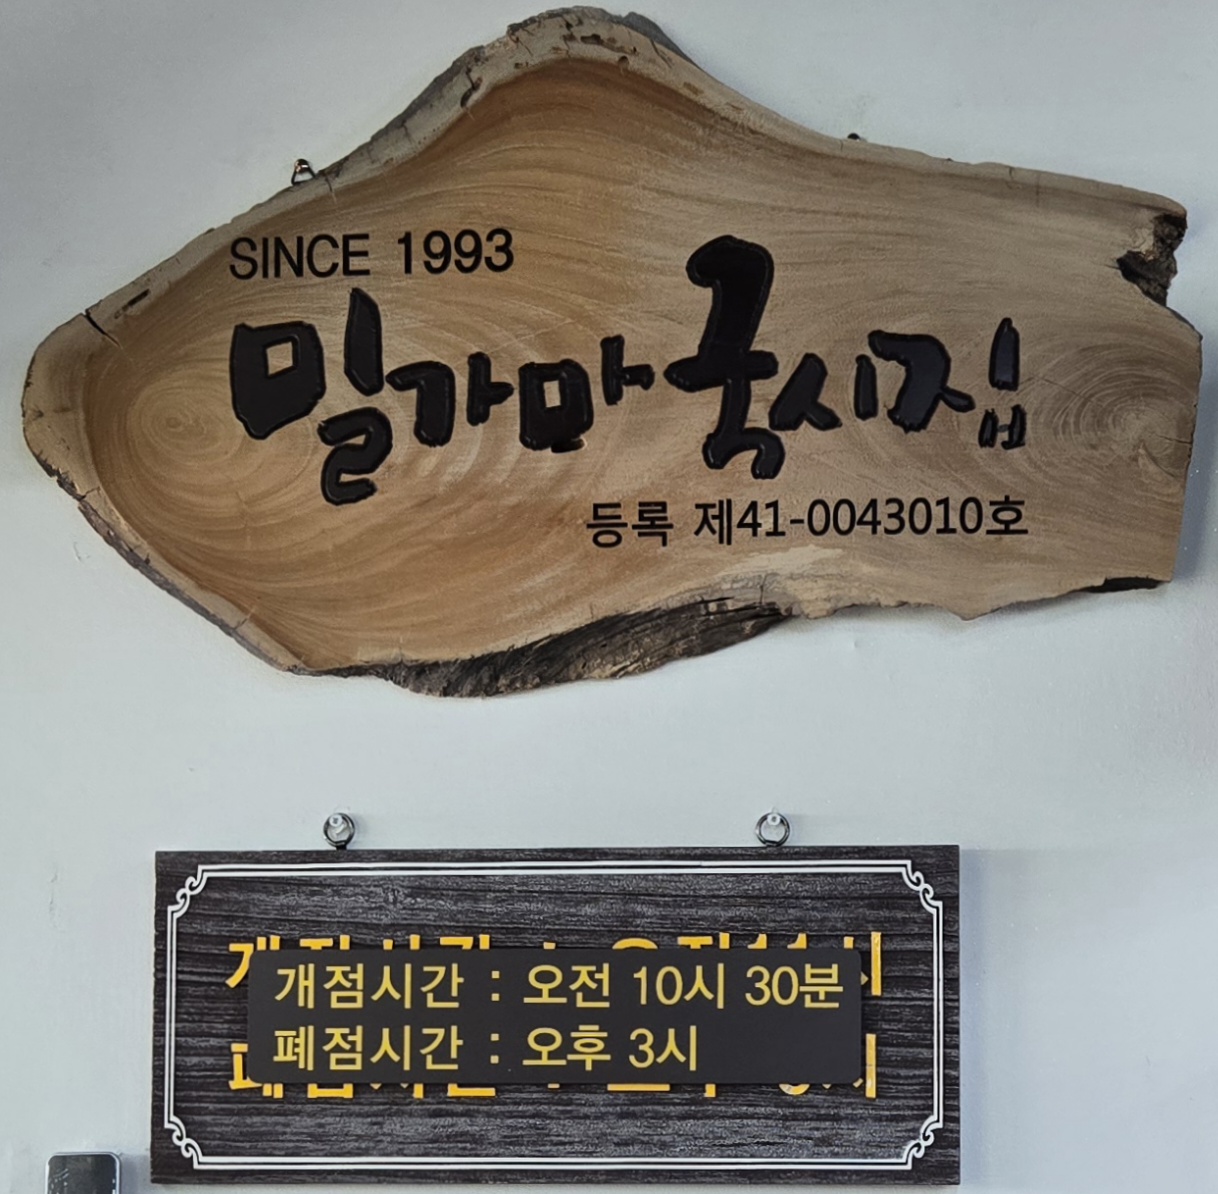 SINCE 1993
밀가마국시집
등록 제41-0043010호
개점시간 : 오전 10시 30분
폐점시간 : 오후 3시